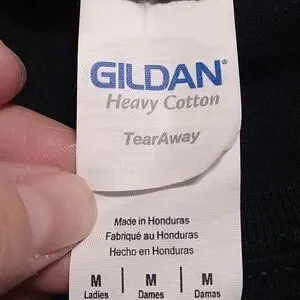 GILDAN®
Heavy Cotton
TearAway
Made in Honduras
Fabriqué au Honduras
Hecho en Honduras
M | M | M
Ladies | Dames | Damas